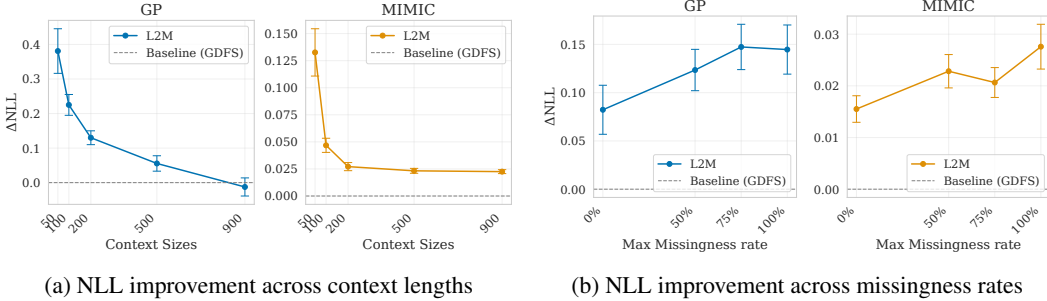 GP
MIMIC
GP
MIMIC
ΔNLL
0.4
0.3
0.2
0.1
0.0
L2M
Baseline (GDFS)
50
100
200
500
900
Context Sizes
0.150
0.125
0.100
0.075
0.050
0.025
0.000
L2M
Baseline (GDFS)
50
100
200
500
900
Context Sizes
ΔNLL
0.15
0.10
0.05
0.00
L2M
Baseline (GDFS)
0%
50%
75%
100%
Max Missingness rate
0.03
0.02
0.01
0.00
L2M
Baseline (GDFS)
0%
50%
75%
100%
Max Missingness rate
(a) NLL improvement across context lengths
(b) NLL improvement across missingness rates